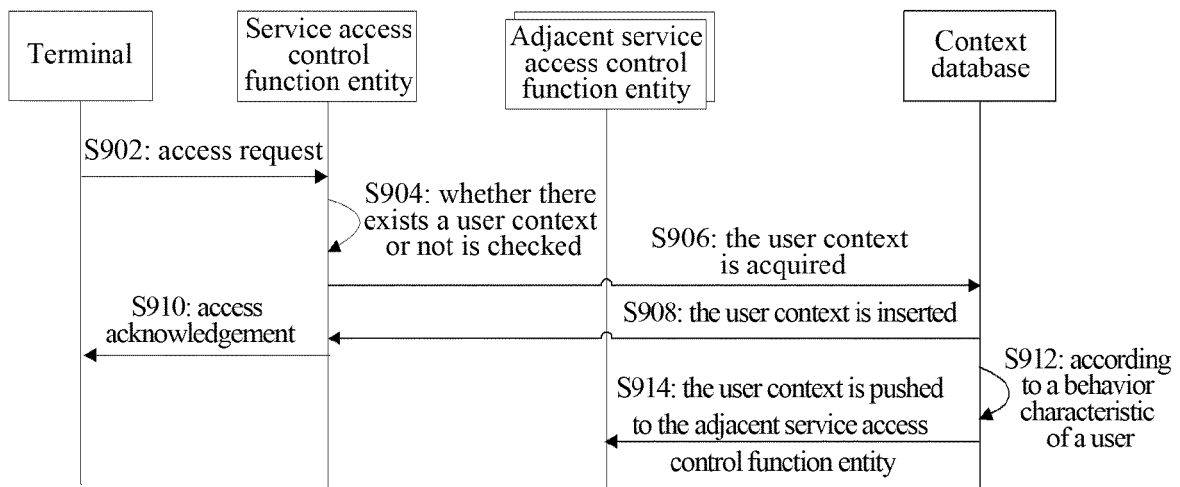 Terminal
Service access
control
function entity
Adjacent service
access control
function entity
Context
database
S902: access request
S904: whether there
exists a user context
or not is checked
S906: the user context
is acquired
S910: access
acknowledgement
S908: the user context is inserted
S912: according
to a behavior
characteristic
of a user
S914: the user context is pushed
to the adjacent service access
control function entity